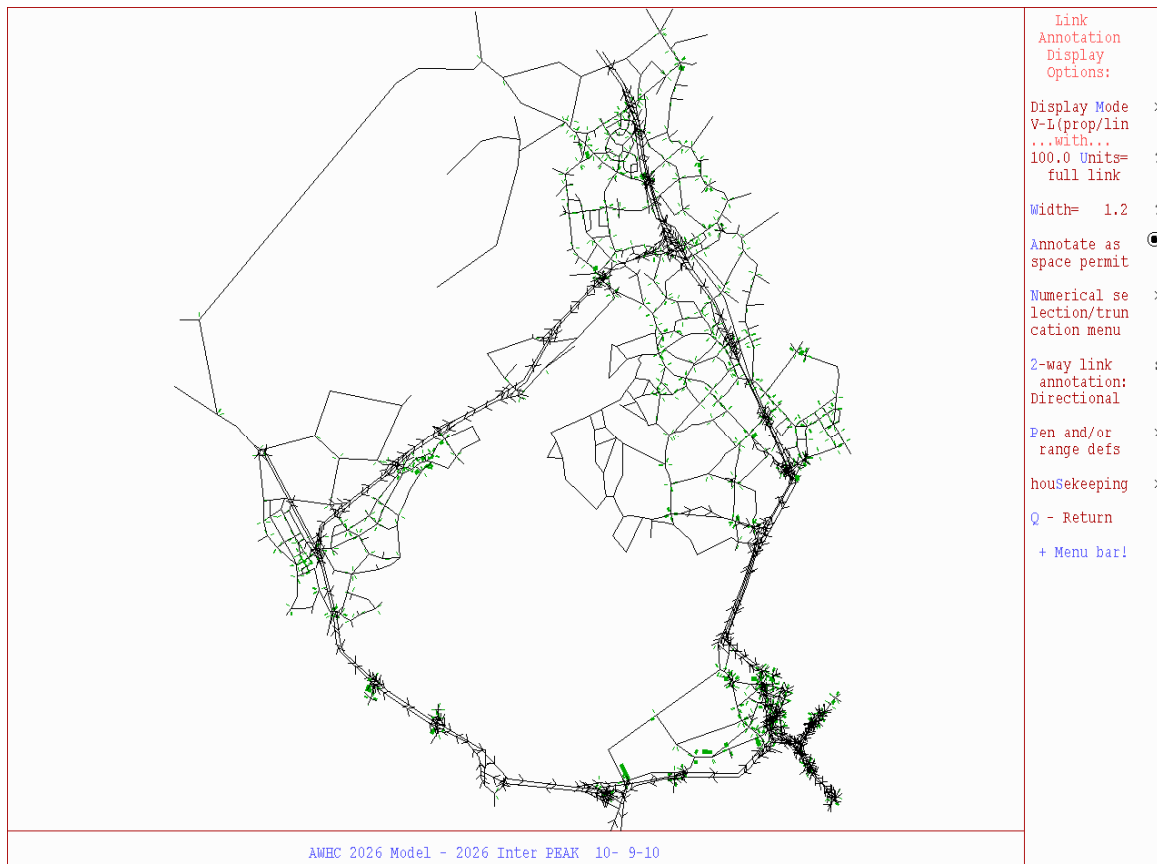 Link
Annotation
Display
Options:
Display Mode
V-L(prop/lin
...with...
100.0 Units=
full link
Width= 1.2
Annotate as
space permit
Numerical se
lection/trun
cation menu
2-way link
annotation:
Directional
Pen and/or
range defs
houSekeeping
Q - Return
+ Menu bar!
AWHC 2026 Model - 2026 Inter PEAK 10- 9-10